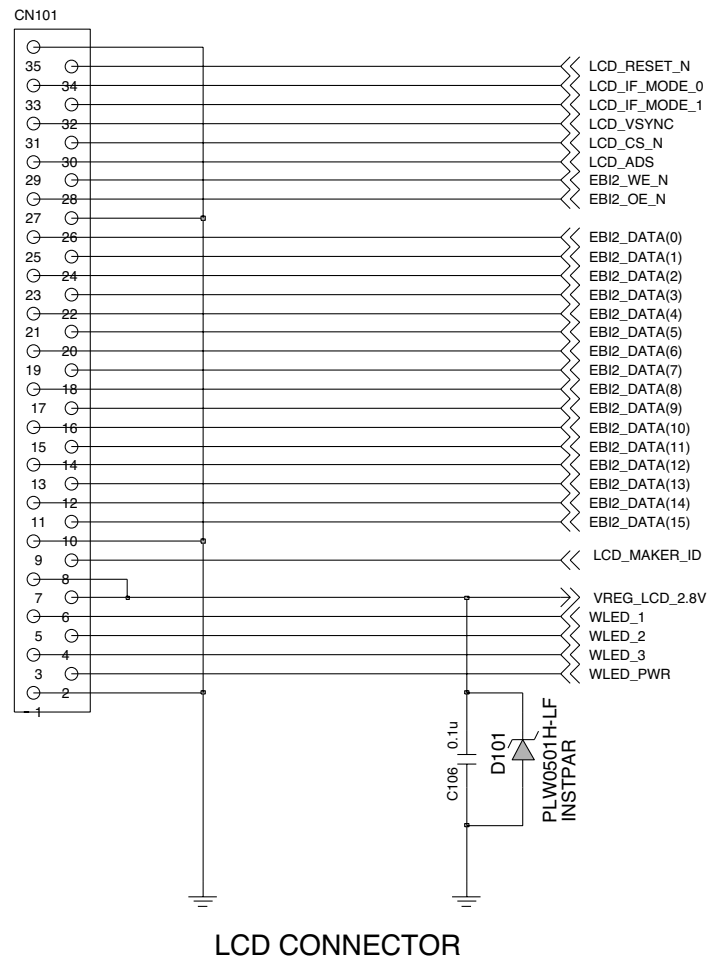 CN101
35 LCD_RESET_N
34 LCD_IF_MODE_0
33 LCD_IF_MODE_1
32 LCD_VSYNC
31 LCD_CS_N
30 LCD_ADS
29 EBI2_WE_N
28 EBI2_OE_N
27
26 EBI2_DATA(0)
25 EBI2_DATA(1)
24 EBI2_DATA(2)
23 EBI2_DATA(3)
22 EBI2_DATA(4)
21 EBI2_DATA(5)
20 EBI2_DATA(6)
19 EBI2_DATA(7)
18 EBI2_DATA(8)
17 EBI2_DATA(9)
16 EBI2_DATA(10)
15 EBI2_DATA(11)
14 EBI2_DATA(12)
13 EBI2_DATA(13)
12 EBI2_DATA(14)
11 EBI2_DATA(15)
10
9 LCD_MAKER_ID
8
7 VREG_LCD_2.8V
6 WLED_1
5 WLED_2
4 WLED_3
3 WLED_PWR
2
1
C106 0.1u
D101
PLW0501H-LF
INSTPAR
LCD CONNECTOR